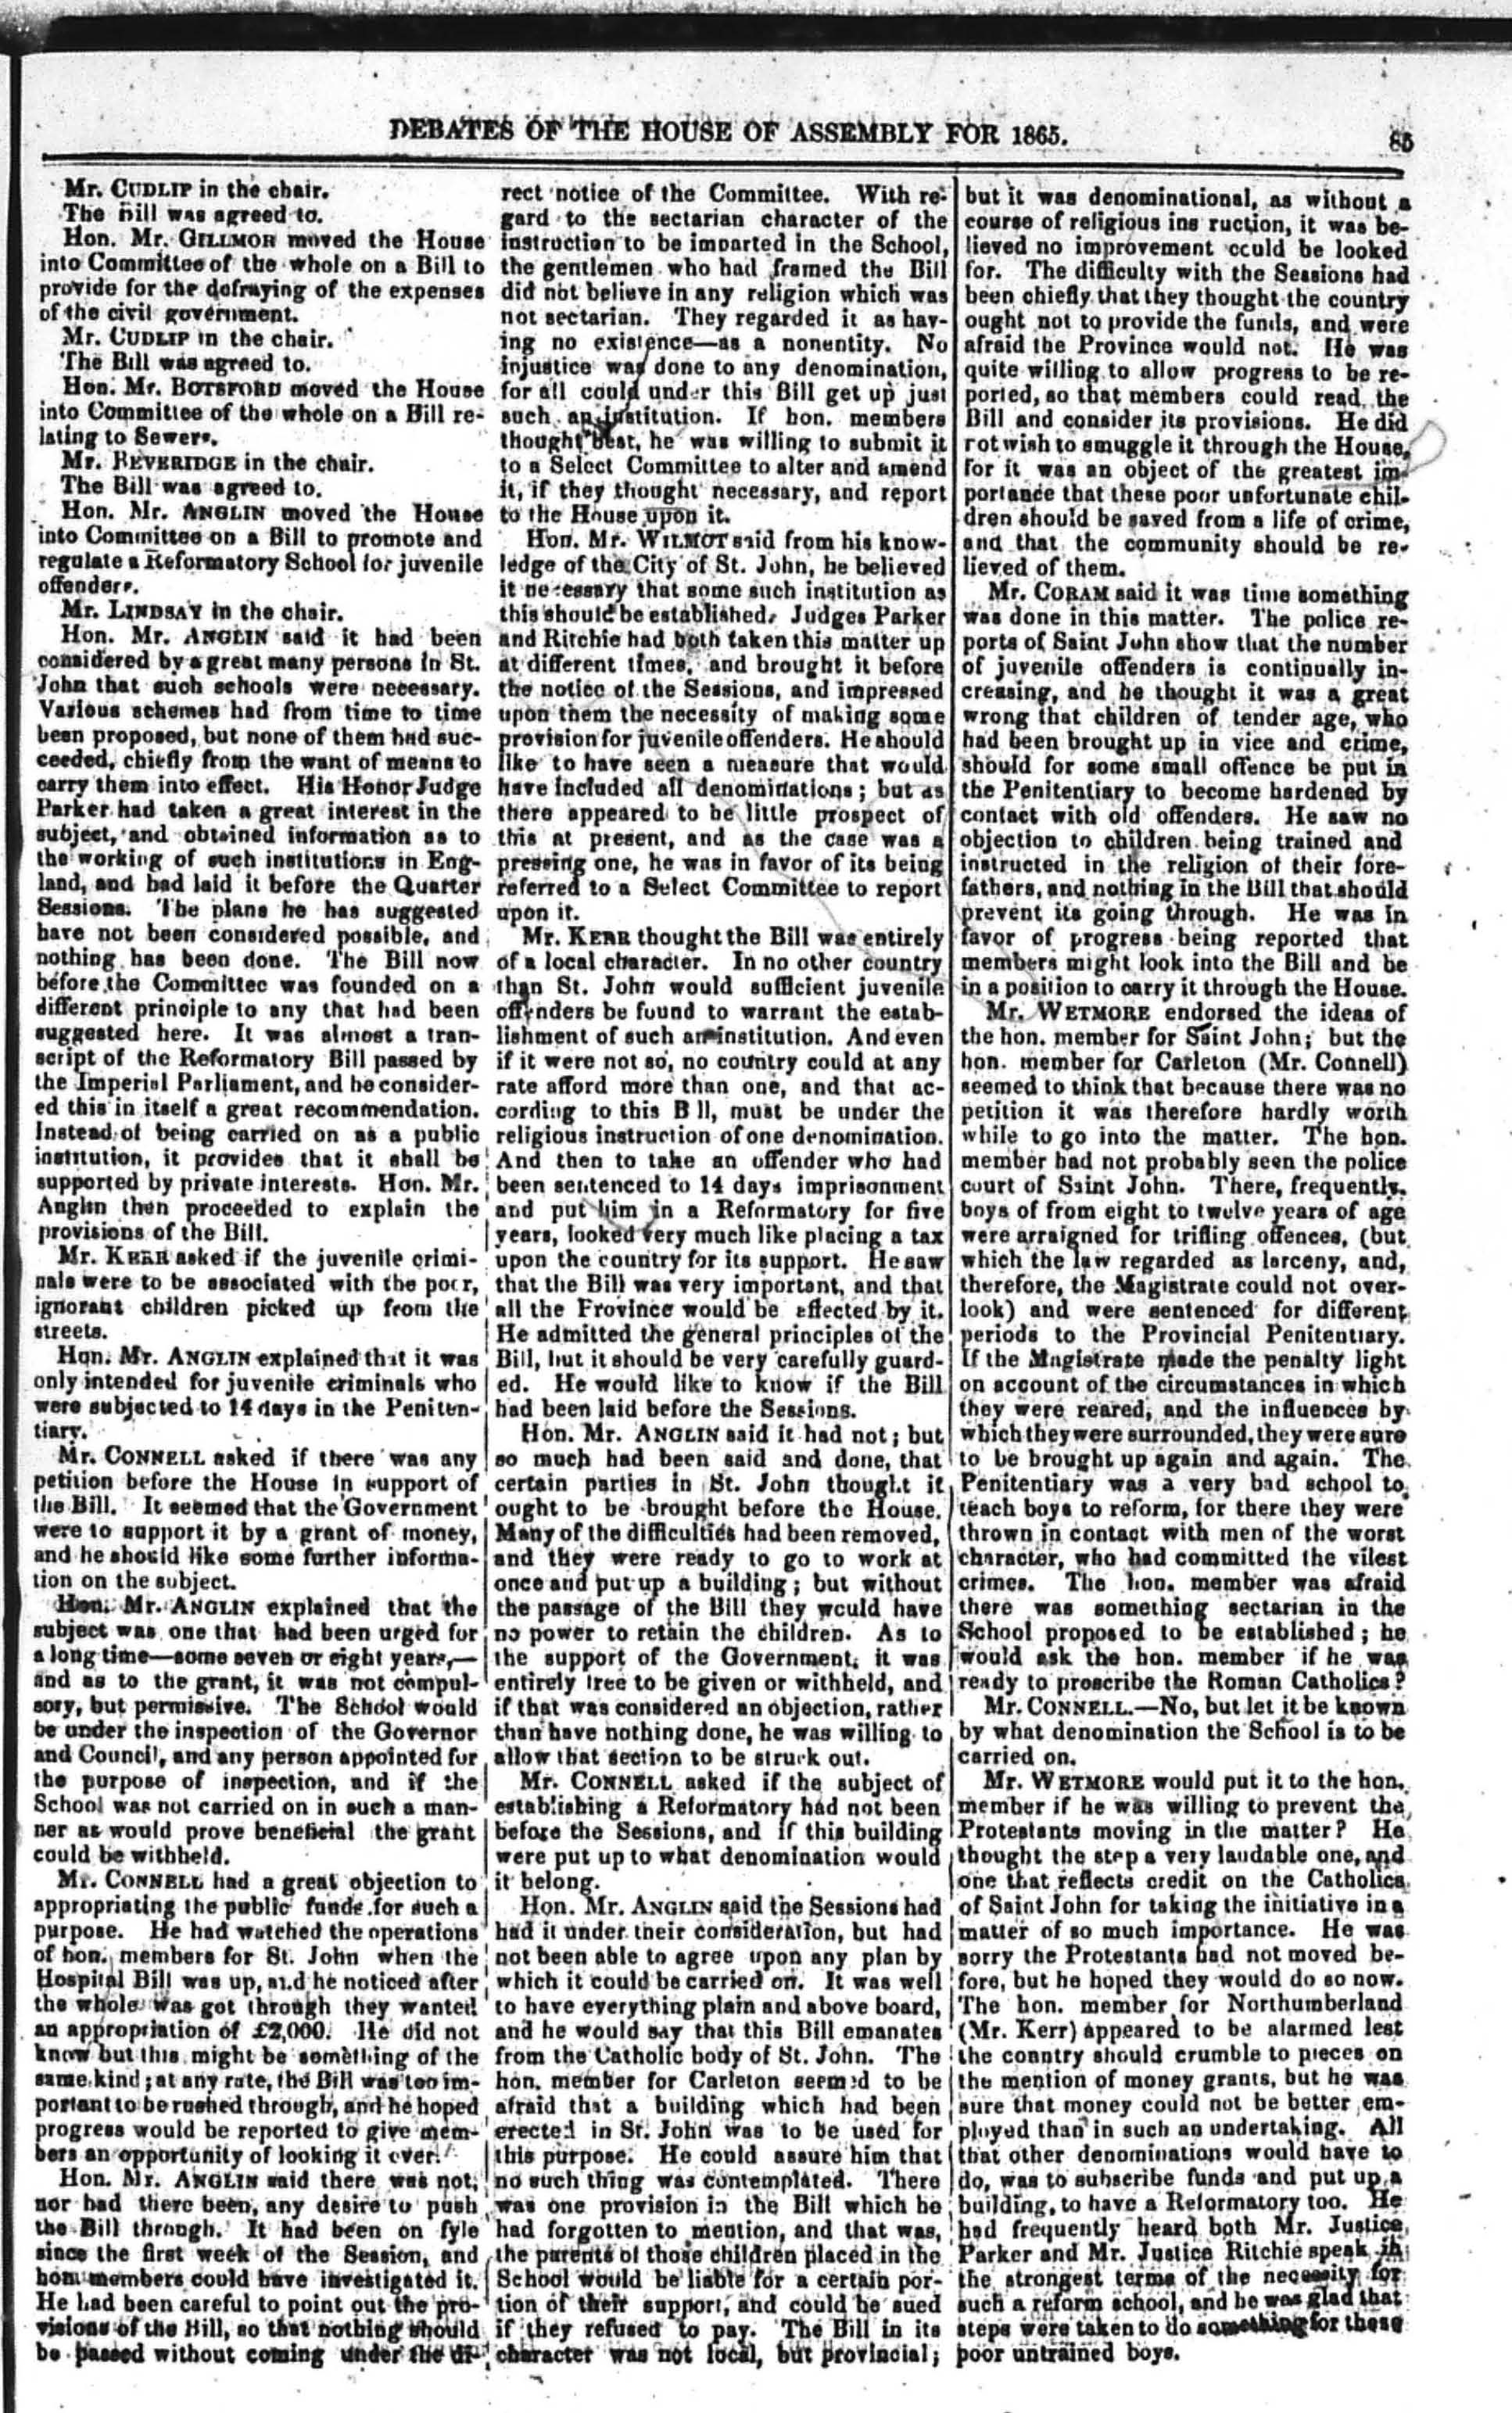 DEBATES OF THE HOUSE OF ASSEMBLY FOR 1865.
85
Mr. CUDLIP in the chair.
The Bill was agreed to.
Hon. Mr. GILLMOR moved the House
into Committee of the whole on a Bill to
provide for the defraying of the expenses
of the civil government.
Mr. CUDLIP in the chair.
The Bill was agreed to.
Hon. Mr. BOTSFORD moved the House
into Committee of the whole on a Bill re-
lating to Sewers.
Mr. BEVERIDGE in the chair.
The Bill was agreed to.
Hon. Mr. ANGLIN moved the House
into Committee on a Bill to promote and
regulate a Reformatory School for juvenile
offenders.
Mr. LINDSAY in the chair.
Hon. Mr. ANGLIN said it had been
considered by a great many persons in St.
John that such schools were necessary.
Various schemes had from time to time
been proposed, but none of them had suc-
ceeded, chiefly from the want of means to
carry them into effect. His Honor Judge
Parker had taken a great interest in the
subject, and obtained information as to
the working of such institutions in Eng-
land, and had laid it before the Quarter
Sessions. The plans he has suggested
have not been considered possible, and
nothing has been done. The Bill now
before the Committee was founded on a
different principle to any that had been
suggested here. It was almost a tran-
script of the Reformatory Bill passed by
the Imperial Parliament, and he consider-
ed this in itself a great recommendation.
Instead of being carried on as a public
institution, it provides that it shall be
supported by private interests. Hon. Mr.
Anglin then proceeded to explain the
provisions of the Bill.
Mr. KERR asked if the juvenile crimi-
nals were to be associated with the poor,
ignorant children picked up from the
streets.
Hon. Mr. ANGLIN explained that it was
only intended for juvenile criminals who
were subjected to 14 days in the Peniten-
tiary.
Mr. CONNELL asked if there was any
petition before the House in support of
the Bill. It seemed that the Government
were to support it by a grant of money,
and he should like some further informa-
tion on the subject.
Hon. Mr. ANGLIN explained that the
subject was one that had been urged for
a long time—some seven or eight years,—
and as to the grant, it was not compul-
sory, but permissive. The School would
be under the inspection of the Governor
and Council, and any person appointed for
the purpose of inspection, and if the
School was not carried on in such a man-
ner as would prove beneficial the grant
could be withheld.
Mr. CONNELL had a great objection to
appropriating the public funds for such a
purpose. He had watched the operations
of hon. members for St. John when the
Hospital Bill was up, and he noticed after
the whole was got through they wanted
an appropriation of £2,000. He did not
know but this might be something of the
same kind; at any rate, the Bill was too im-
portant to be rushed through, and he hoped
progress would be reported to give mem-
bers an opportunity of looking it over.
Hon. Mr. ANGLIN said there was not,
nor had there been, any desire to push
the Bill through. It had been on fyle
since the first week of the Session, and
hon. members could have investigated it.
He had been careful to point out the pro-
visions of the Bill, so that nothing should
be passed without coming under the di-
rect notice of the Committee. With re-
gard to the sectarian character of the
instruction to be imparted in the School,
the gentlemen who had framed the Bill
did not believe in any religion which was
not sectarian. They regarded it as hav-
ing no existence—as a nonentity. No
injustice was done to any denomination,
for all could under this Bill get up just
such an institution. If hon. members
thought best, he was willing to submit it
to a Select Committee to alter and amend
it, if they thought necessary, and report
to the House upon it.
Hon. Mr. WILMOT said from his know-
ledge of the City of St. John, he believed
it necessary that some such institution as
this should be established. Judges Parker
and Ritchie had both taken this matter up
at different times, and brought it before
the notice of the Sessions, and impressed
upon them the necessity of making some
provision for juvenile offenders. He should
like to have seen a measure that would
have included all denominations; but as
there appeared to be little prospect of
this at present, and as the case was a
pressing one, he was in favor of its being
referred to a Select Committee to report
upon it.
Mr. KERR thought the Bill was entirely
of a local character. In no other country
than St. John would sufficient juvenile
offenders be found to warrant the estab-
lishment of such an institution. And even
if it were not so, no country could at any
rate afford more than one, and that ac-
cording to this Bill, must be under the
religious instruction of one denomination.
And then to take an offender who had
been sentenced to 14 days imprisonment
and put him in a Reformatory for five
years, looked very much like placing a tax
upon the country for its support. He saw
that the Bill was very important, and that
all the Province would be effected by it.
He admitted the general principles of the
Bill, but it should be very carefully guard-
ed. He would like to know if the Bill
had been laid before the Sessions.
Hon. Mr. ANGLIN said it had not; but
so much had been said and done, that
certain parties in St. John thought it
ought to be brought before the House.
Many of the difficulties had been removed,
and they were ready to go to work at
once and put up a building; but without
the passage of the Bill they would have
no power to retain the children. As to
the support of the Government, it was
entirely free to be given or withheld, and
if that was considered an objection, rather
than have nothing done, he was willing to
allow that section to be struck out.
Mr. CONNELL asked if the subject of
establishing a Reformatory had not been
before the Sessions, and if this building
were put up to what denomination would
it belong.
Hon. Mr. ANGLIN said the Sessions had
had it under their consideration, but had
not been able to agree upon any plan by
which it could be carried on. It was well
to have everything plain and above board,
and he would say that this Bill emanates
from the Catholic body of St. John. The
hon. member for Carleton seemed to be
afraid that a building which had been
erected in St. John was to be used for
this purpose. He could assure him that
no such thing was contemplated. There
was one provision in the Bill which he
had forgotten to mention, and that was,
the parents of those children placed in the
School would be liable for a certain por-
tion of their support, and could be sued
if they refused to pay. The Bill in its
character was not local, but provincial;
but it was denominational, as without a
course of religious ins ruction, it was be-
lieved no improvement could be looked
for. The difficulty with the Sessions had
been chiefly that they thought the country
ought not to provide the funds, and were
afraid the Province would not. He was
quite willing to allow progress to be re-
ported, so that members could read the
Bill and consider its provisions. He did
not wish to smuggle it through the House,
for it was an object of the greatest im-
portance that these poor unfortunate chil-
dren should be saved from a life of crime,
and that the community should be re-
lieved of them.
Mr. CORAM said it was time something
was done in this matter. The police re-
ports of Saint John show that the number
of juvenile offenders is continually in-
creasing, and he thought it was a great
wrong that children of tender age, who
had been brought up in vice and crime,
should for some small offence be put in
the Penitentiary to become hardened by
contact with old offenders. He saw no
objection to children being trained and
instructed in the religion of their fore-
fathers, and nothing in the Bill that should
prevent its going through. He was in
favor of progress being reported that
members might look into the Bill and be
in a position to carry it through the House.
Mr. WETMORE endorsed the ideas of
the hon. member for Saint John; but the
hon. member for Carleton (Mr. Connell)
seemed to think that because there was no
petition it was therefore hardly worth
while to go into the matter. The hon.
member had not probably seen the police
court of Saint John. There, frequently,
boys of from eight to twelve years of age
were arraigned for trifling offences, (but
which the law regarded as larceny, and,
therefore, the Magistrate could not over-
look) and were sentenced for different
periods to the Provincial Penitentiary.
If the Magistrate made the penalty light
on account of the circumstances in which
they were reared, and the influences by
which they were surrounded, they were sure
to be brought up again and again. The
Penitentiary was a very bad school to
teach boys to reform, for there they were
thrown in contact with men of the worst
character, who had committed the vilest
crimes. The hon. member was afraid
there was something sectarian in the
School proposed to be established; he
would ask the hon. member if he was
ready to proscribe the Roman Catholics?
Mr. CONNELL.—No, but let it be known
by what denomination the School is to be
carried on.
Mr. WETMORE would put it to the hon.
member if he was willing to prevent the
Protestants moving in the matter? He
thought the step a very laudable one, and
one that reflects credit on the Catholics
of Saint John for taking the initiative in a
matter of so much importance. He was
sorry the Protestants had not moved be-
fore, but he hoped they would do so now.
The hon. member for Northumberland
(Mr. Kerr) appeared to be alarmed lest
the country should crumble to pieces on
the mention of money grants, but he was
sure that money could not be better em-
ployed than in such an undertaking. All
that other denominations would have to
do, was to subscribe funds and put up a
building, to have a Reformatory too. He
had frequently heard both Mr. Justice
Parker and Mr. Justice Ritchie speak in
the strongest terms of the necessity for
such a reform school, and he was glad that
steps were taken to do something for these
poor untrained boys.